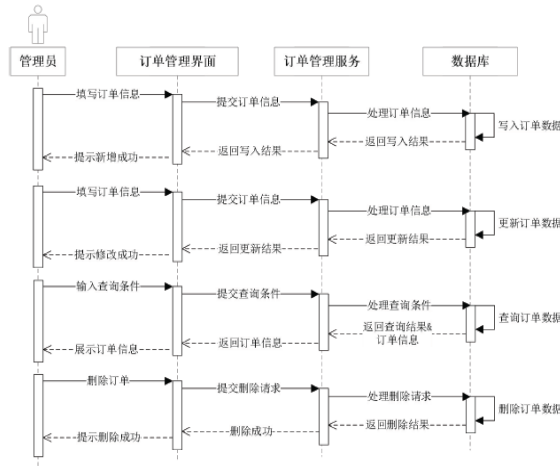 管理员
订单管理界面
订单管理服务
数据库
填写订单信息
提交订单信息
处理订单信息
写入订单数据
返回写入结果
返回写入结果
提示新增成功
填写订单信息
提交订单信息
处理订单信息
更新订单数据
返回更新结果
返回更新结果
提示修改成功
输入查询条件
提交查询条件
处理查询条件
查询订单数据
返回查询结果&
订单信息
返回订单信息
展示订单信息
删除订单
提交删除请求
处理删除请求
删除订单数据
返回删除结果
删除成功
提示删除成功